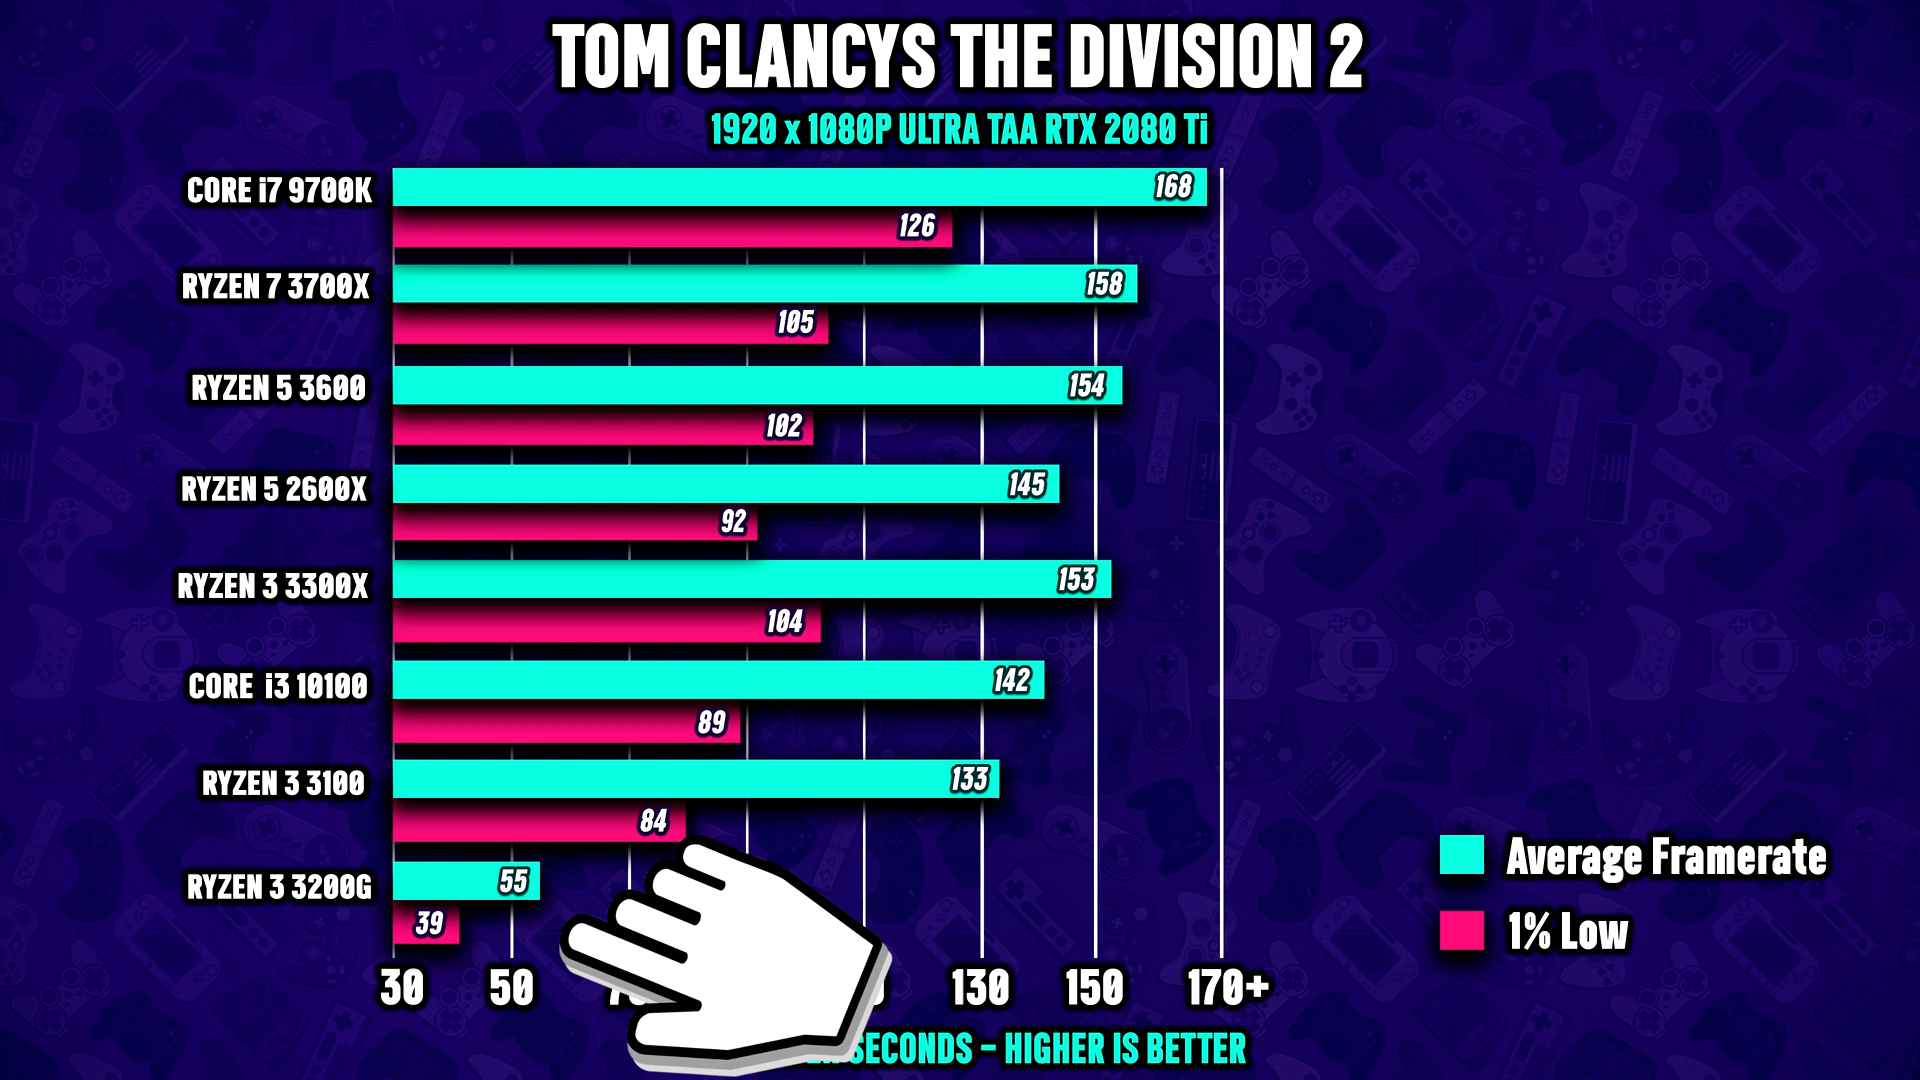 TOM CLANCYS THE DIVISION 2
1920 x 1080P ULTRA TAA RTX 2080 Ti
CORE i7 9700K
168
126
RYZEN 7 3700X
158
105
RYZEN 5 3600
154
102
RYZEN 5 2600X
145
92
RYZEN 3 3300X
153
104
CORE i3 10100
142
89
RYZEN 3 3100
133
84
RYZEN 3 3200G
55
39
30 50 130 150 170+
SECONDS - HIGHER IS BETTER
Average Framerate
1% Low